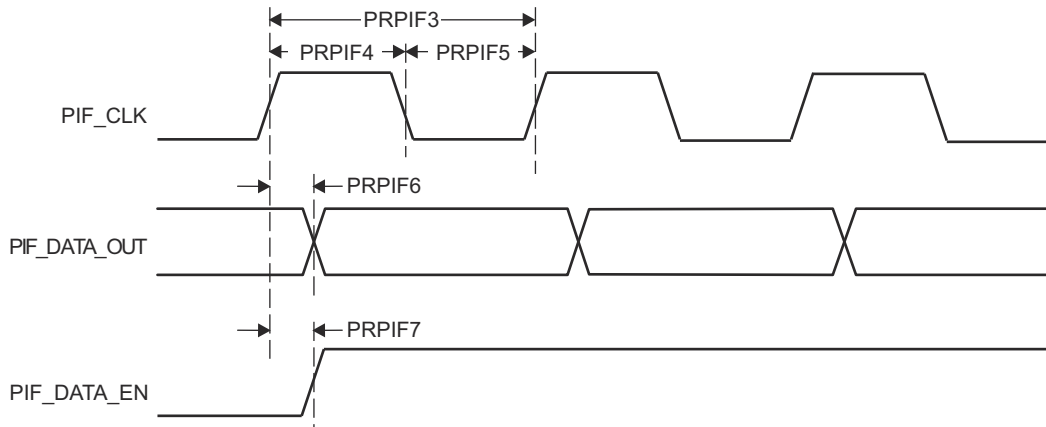 PRPIF3
PRPIF4
PRPIF5
PIF_CLK
PRPIF6
PIF_DATA_OUT
PRPIF7
PIF_DATA_EN